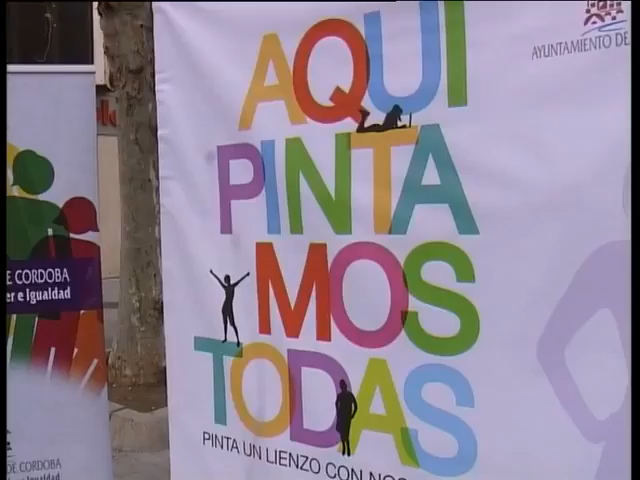 AYUNTAMIENTO DE
AQUI
PINTA
MOS
TODAS
PINTA UN LIENZO CON
DE CORDOBA
er e Igualdad
DE CORDOBA
e Igualdad